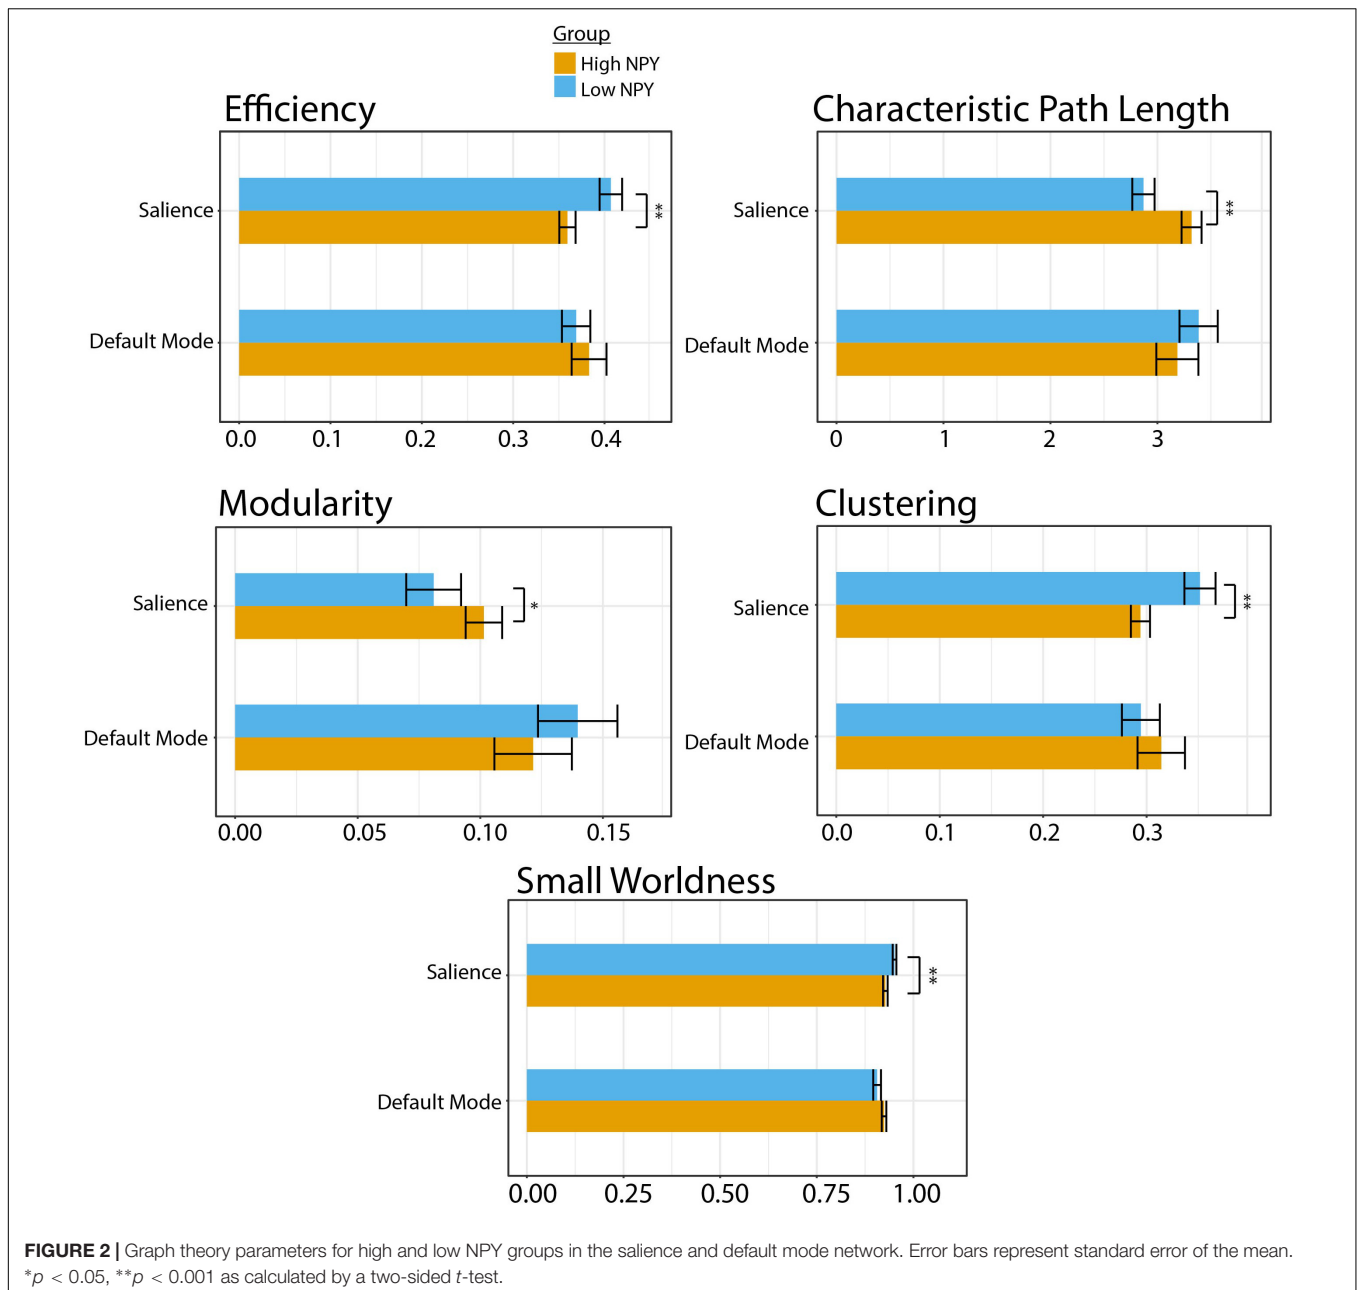 Group
High NPY
Low NPY
Efficiency
Salience
**
Default Mode
0.0 0.1 0.2 0.3 0.4
Characteristic Path Length
Salience
**
Default Mode
0 1 2 3
Modularity
Salience
*
Default Mode
0.00 0.05 0.10 0.15
Clustering
Salience
**
Default Mode
0.0 0.1 0.2 0.3
Small Worldness
Salience
**
Default Mode
0.00 0.25 0.50 0.75 1.00
FIGURE 2 | Graph theory parameters for high and low NPY groups in the salience and default mode network. Error bars represent standard error of the mean.
*p < 0.05, **p < 0.001 as calculated by a two-sided t-test.